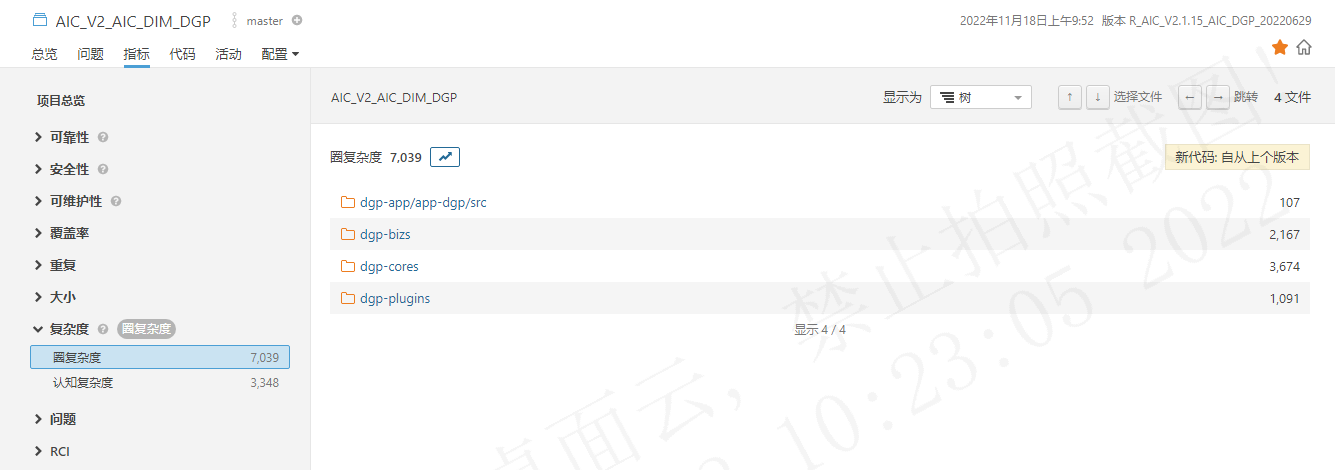 AIC_V2_AIC_DIM_DGP master 2022年11月18日上午9:52 版本 R_AIC_V2.1.15_AIC_DGP_20220629
总览 问题 指标 代码 活动 配置
项目总览
AIC_V2_AIC_DIM_DGP 显示为 树 ↑ ↓ 选择文件 ← → 跳转 4 文件
可靠性 ?
安全性 ?
可维护性 ?
覆盖率
重复
大小
复杂度 ? 圈复杂度
圈复杂度 7,039
认知复杂度 3,348
问题
RCI
圈复杂度 7,039 新代码: 自从上个版本
dgp-app/app-dgp/src 107
dgp-bizs 2,167
dgp-cores 3,674
dgp-plugins 1,091
显示 4 / 4
桌面云，禁止拍照截图！
10:23:05 2022